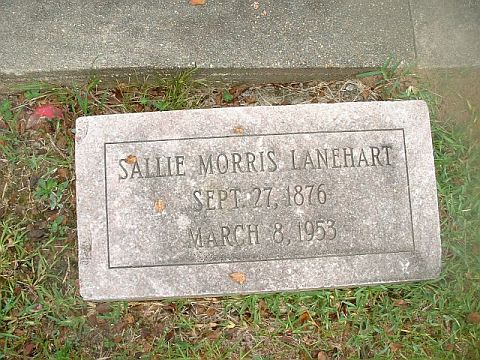 SALLIE MORRIS LANEHART
SEPT. 27, 1876
MARCH 8, 1953